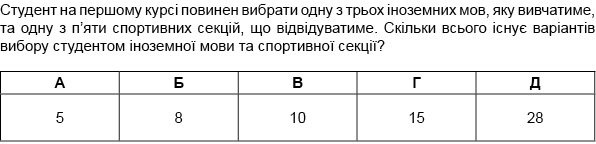 Студент на першому курсі повинен вибрати одну з трьох іноземних мов, яку вивчатиме,
та одну з п’яти спортивних секцій, що відвідуватиме. Скільки всього існує варіантів
вибору студентом іноземної мови та спортивної секції?
А Б В Г Д
5 8 10 15 28